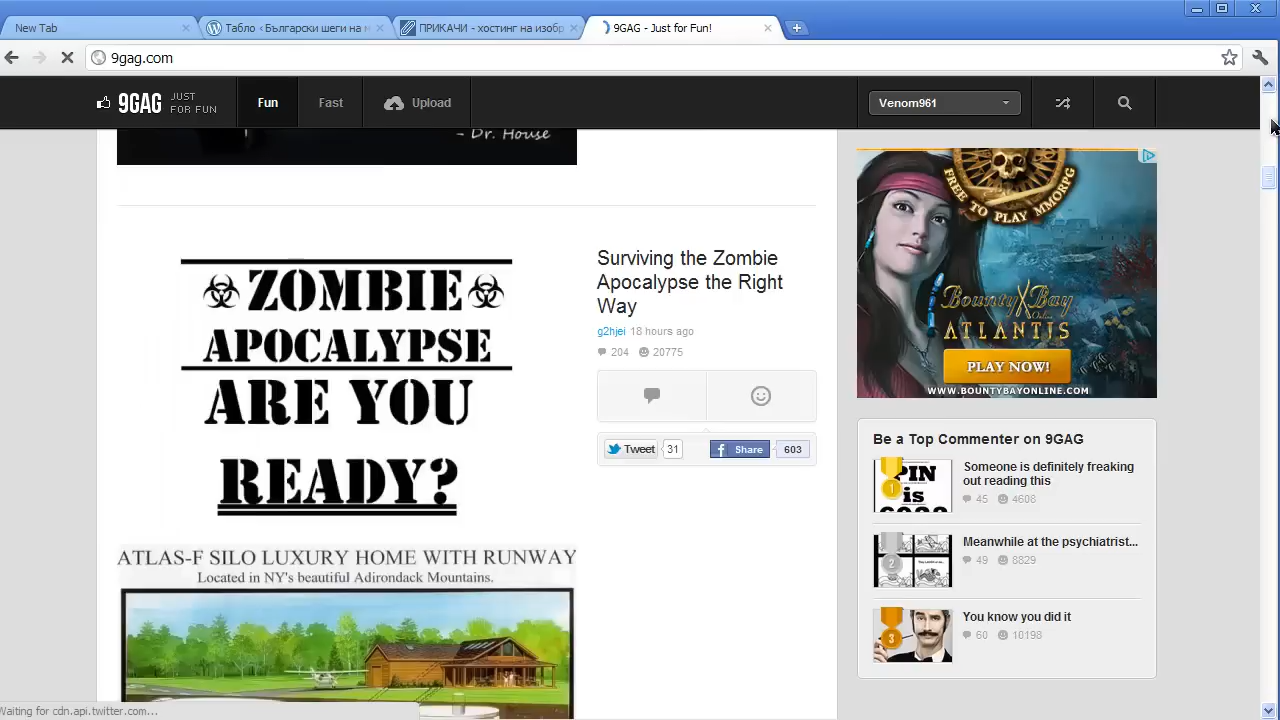 New Tab
Табло ‹ Български шеги на м
ПРИКАЧИ - хостинг на изобр
9GAG - Just for Fun!
9gag.com
9GAG
JUST
FOR FUN
Fun
Fast
Upload
Venom961
- Dr. House
ZOMBIE
APOCALYPSE
ARE YOU
READY?
ATLAS-F SILO LUXURY HOME WITH RUNWAY
Located in NY's beautiful Adirondack Mountains.
Surviving the Zombie
Apocalypse the Right
Way
g2hjei 18 hours ago
204 20775
Tweet 31
Share 603
FREE TO PLAY MMORPG
Bounty Bay
Online
ATLANTIS
PLAY NOW!
WWW.BOUNTYBAYONLINE.COM
Be a Top Commenter on 9GAG
1
PIN
is
Someone is definitely freaking
out reading this
45 4608
2
Meanwhile at the psychiatrist...
49 8829
3
You know you did it
60 10198
Waiting for cdn.api.twitter.com...